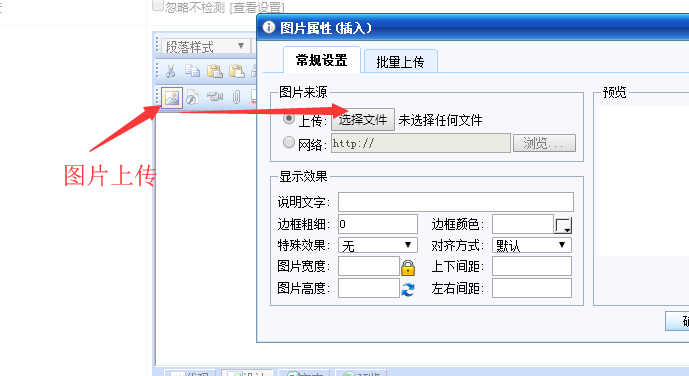 忽略不检测 [查看设置]
图片属性(插入)
段落样式
常规设置
批量上传
图片来源
预览
上传:
选择文件
未选择任何文件
网络:
http://
浏览...
图片上传
显示效果
说明文字:
边框粗细:
0
边框颜色:
特殊效果:
无
对齐方式:
默认
图片宽度:
上下间距:
图片高度:
左右间距: